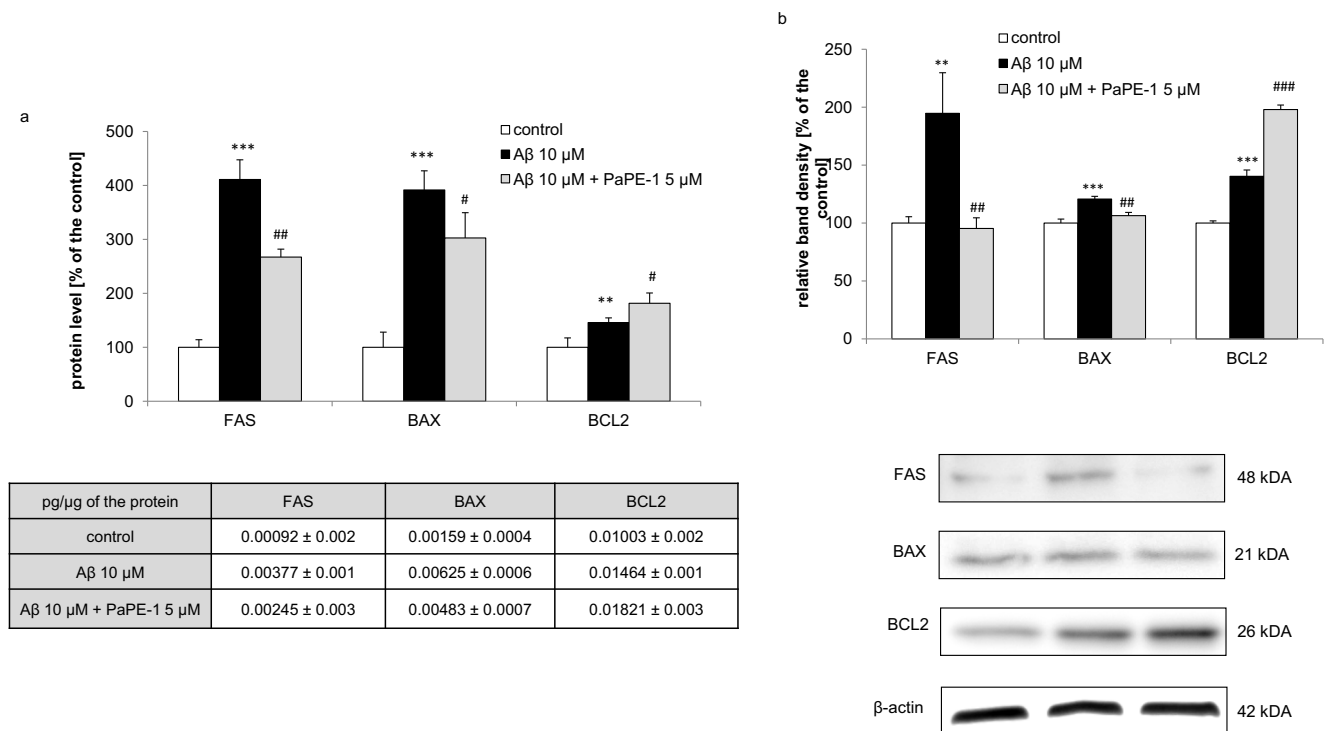 a
protein level [% of the control]
500
400
300
200
100
0
control
Aβ 10 µM
Aβ 10 µM + PaPE-1 5 µM
***
##
***
#
**
#
FAS BAX BCL2
pg/µg of the protein FAS BAX BCL2
control 0.00092 ± 0.002 0.00159 ± 0.0004 0.01003 ± 0.002
Aβ 10 µM 0.00377 ± 0.001 0.00625 ± 0.0006 0.01464 ± 0.001
Aβ 10 µM + PaPE-1 5 µM 0.00245 ± 0.003 0.00483 ± 0.0007 0.01821 ± 0.003
b
relative band density [% of the
control]
250
200
150
100
50
0
control
Aβ 10 µM
Aβ 10 µM + PaPE-1 5 µM
**
##
***
##
***
###
FAS BAX BCL2
FAS 48 kDA
BAX 21 kDA
BCL2 26 kDA
β-actin 42 kDA